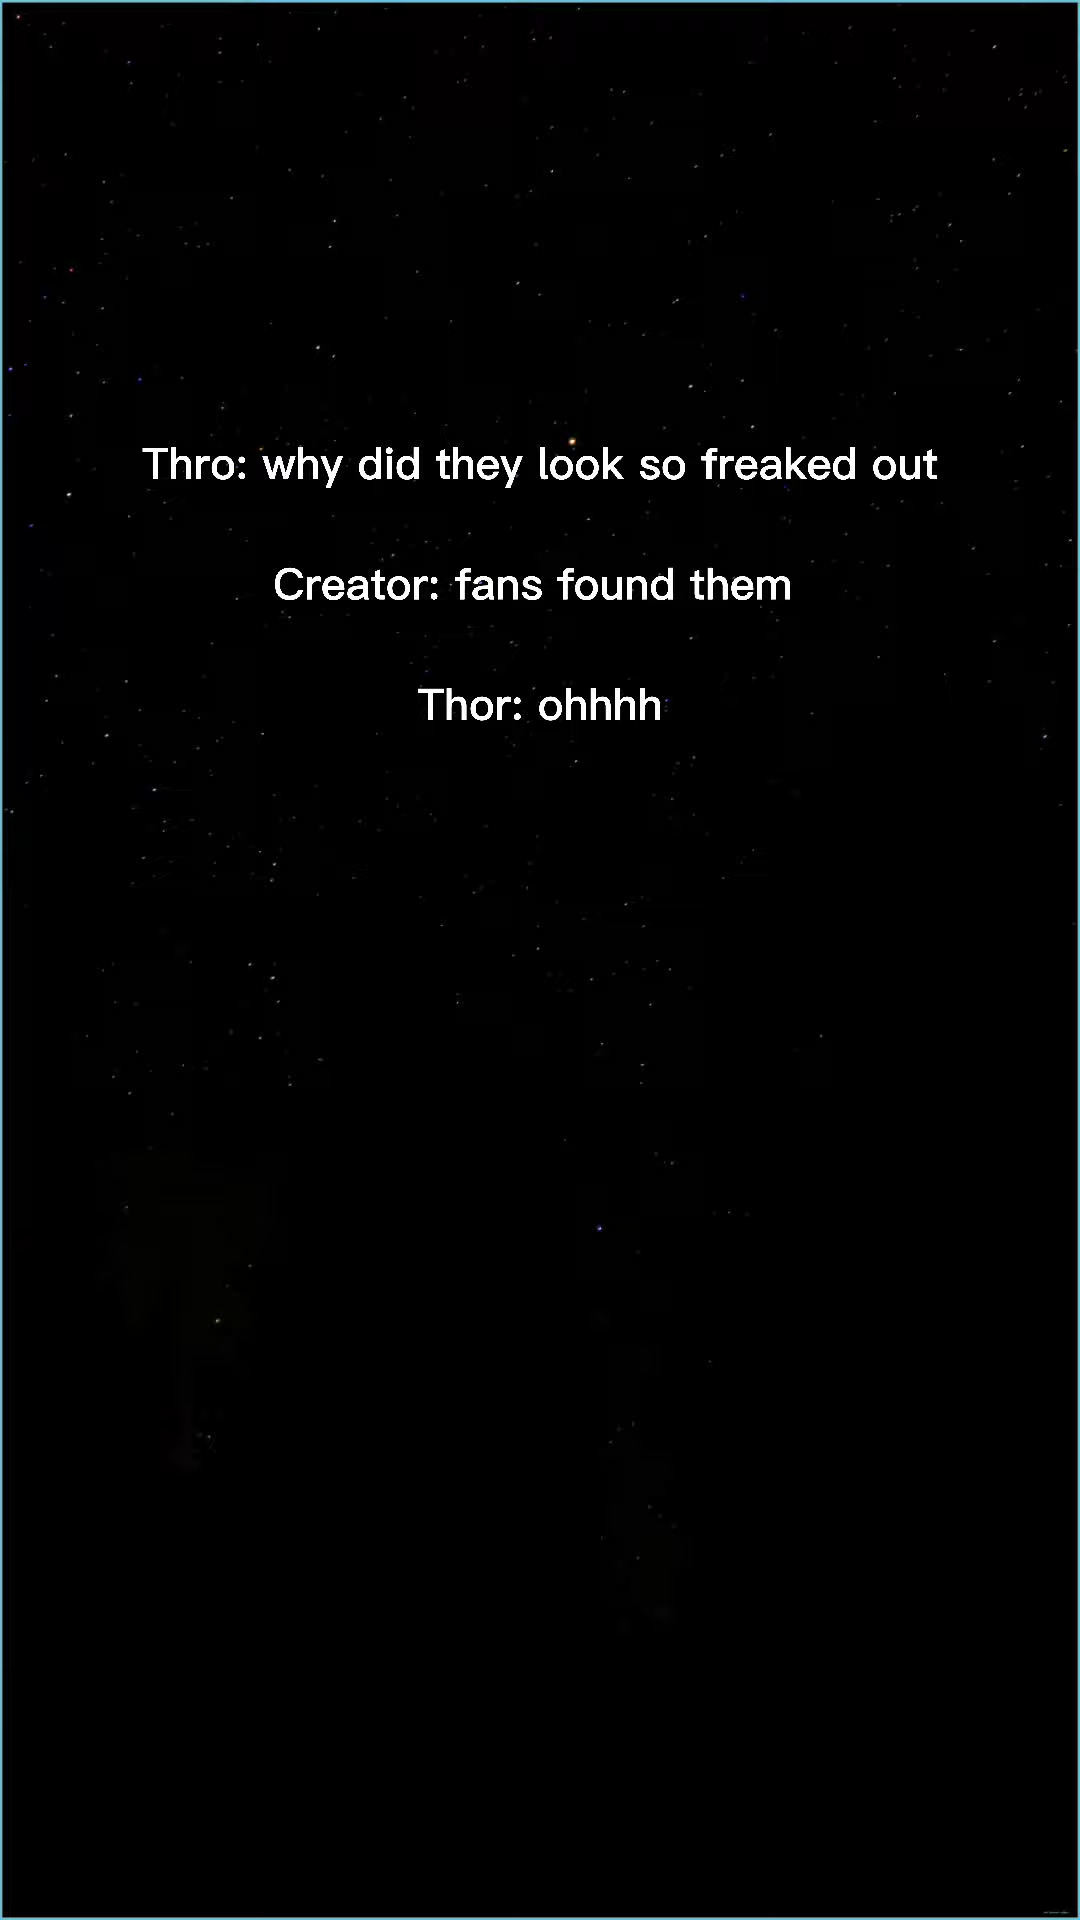 Thro: why did they look so freaked out
Creator: fans found them
Thor: ohhhh